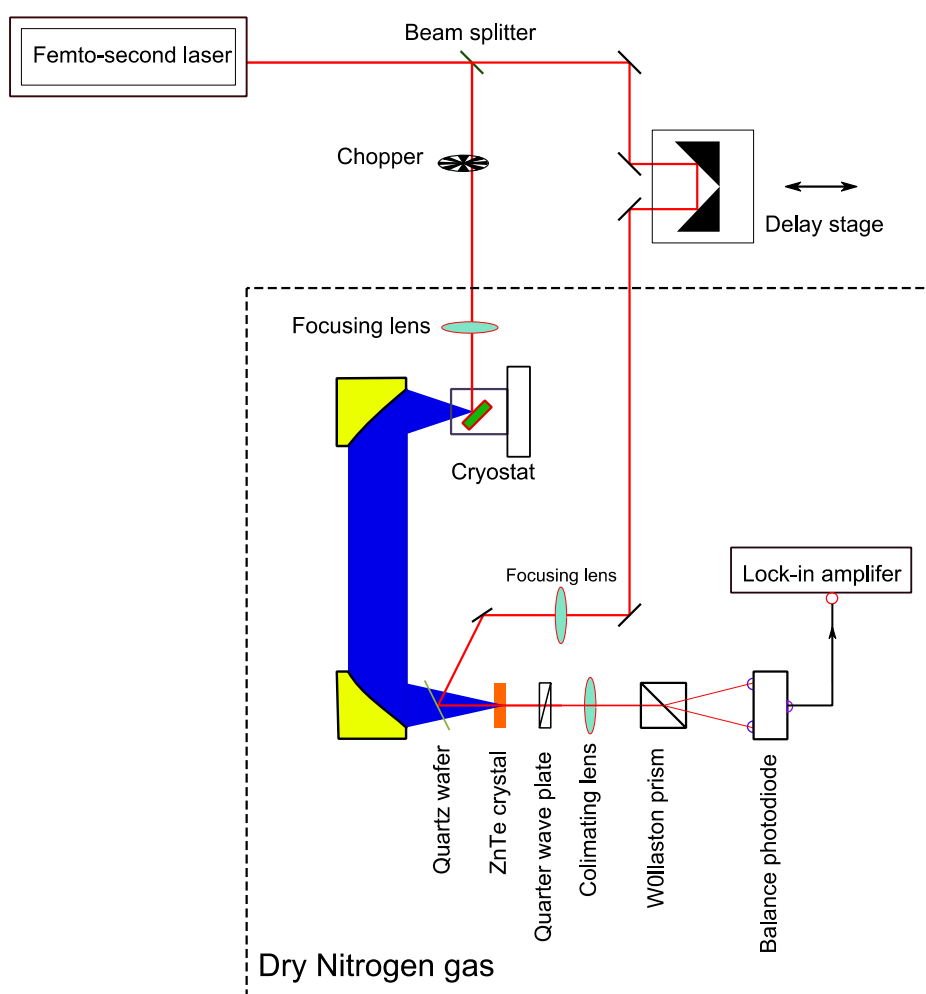 Beam splitter
Femto-second laser
Chopper
Delay stage
Focusing lens
Cryostat
Focusing lens
Lock-in amplifer
Quartz wafer
ZnTe crystal
Quarter wave plate
Colimating lens
W0llaston prism
Balance photodiode
Dry Nitrogen gas